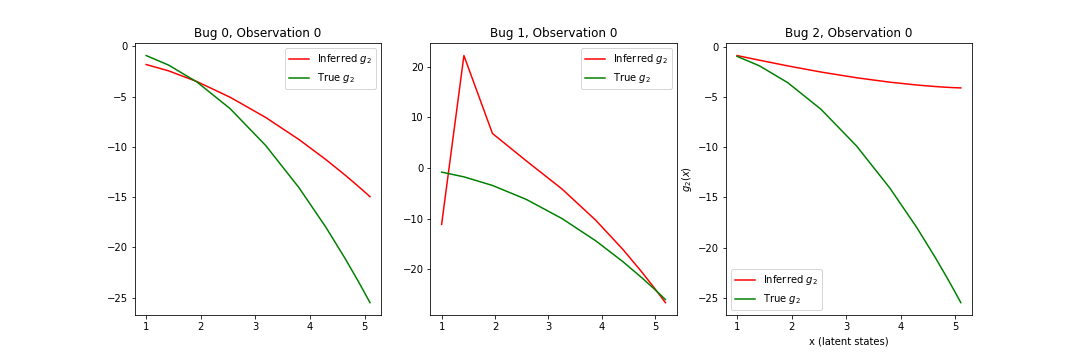 Bug 0, Observation 0
0
−5
−10
−15
−20
−25
1 2 3 4 5
Inferred g₂
True g₂
Bug 1, Observation 0
20
10
0
−10
−20
1 2 3 4 5
Inferred g₂
True g₂
Bug 2, Observation 0
g₂(x)
0
−5
−10
−15
−20
−25
1 2 3 4 5
Inferred g₂
True g₂
x (latent states)